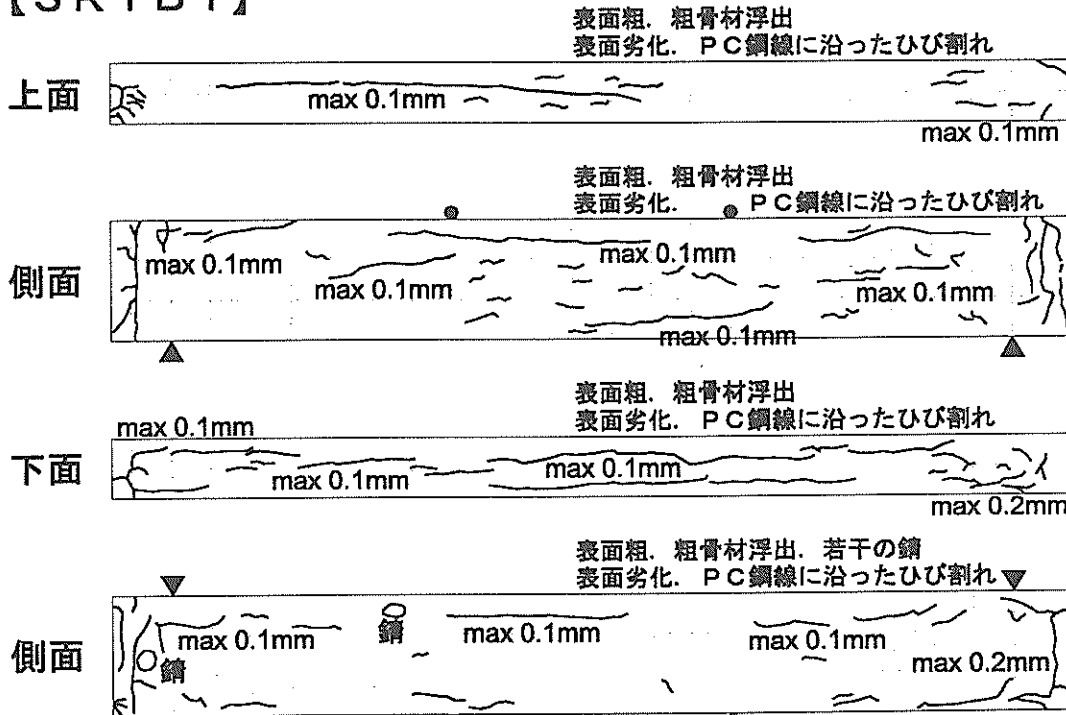 表面粗.粗骨材浮出
表面劣化.PC鋼線に沿ったひび割れ
上面
max 0.1mm
max 0.1mm
表面粗.粗骨材浮出
表面劣化. PC鋼線に沿ったひび割れ
側面
max 0.1mm
max 0.1mm
max 0.1mm
max 0.1mm
max 0.1mm
表面粗.粗骨材浮出
表面劣化.PC鋼線に沿ったひび割れ
max 0.1mm
下面
max 0.1mm
max 0.1mm
max 0.2mm
表面粗.粗骨材浮出.若干の錆
表面劣化.PC鋼線に沿ったひび割れ
側面
max 0.1mm
錆
max 0.1mm
max 0.1mm
錆
max 0.2mm